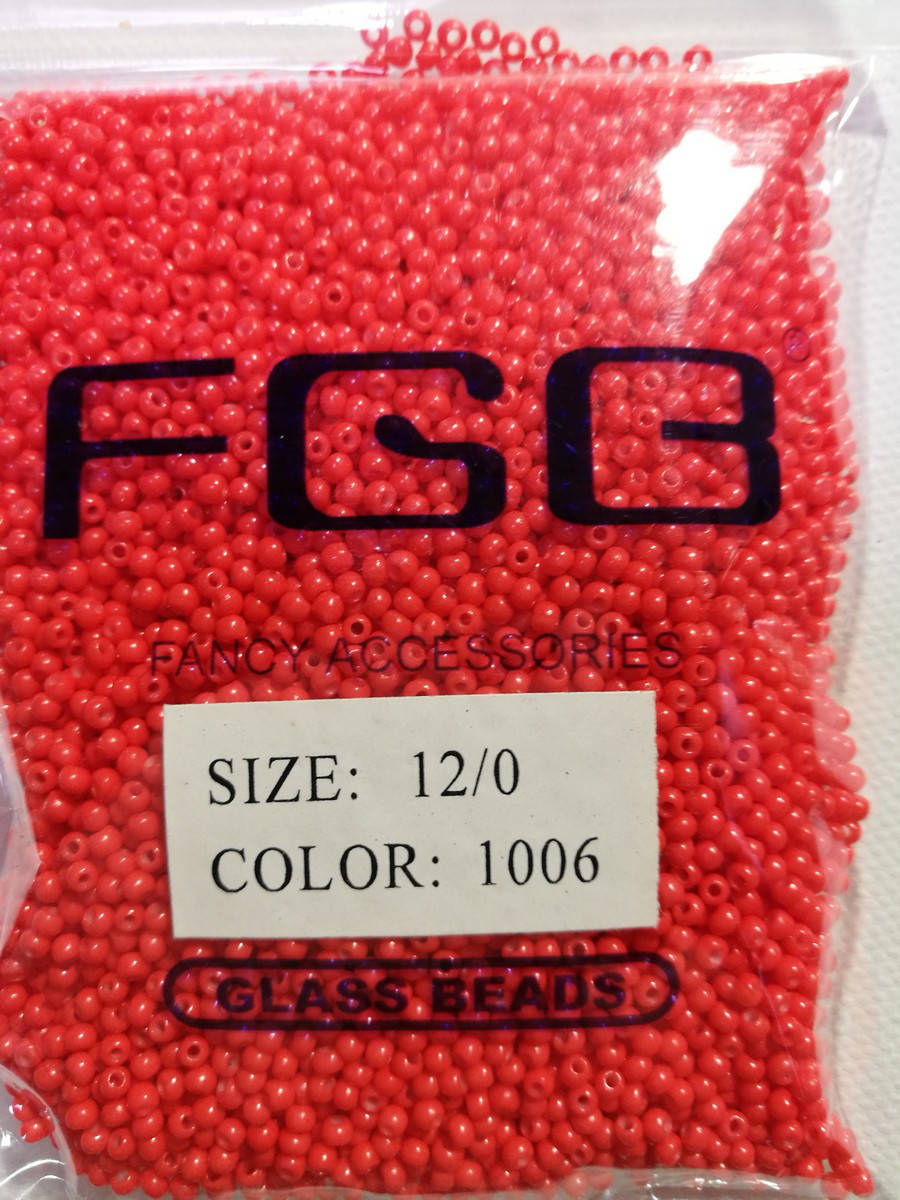 FGB
®
FANCY ACCESSORIES
SIZE: 12/0
COLOR: 1006
GLASS BEADS